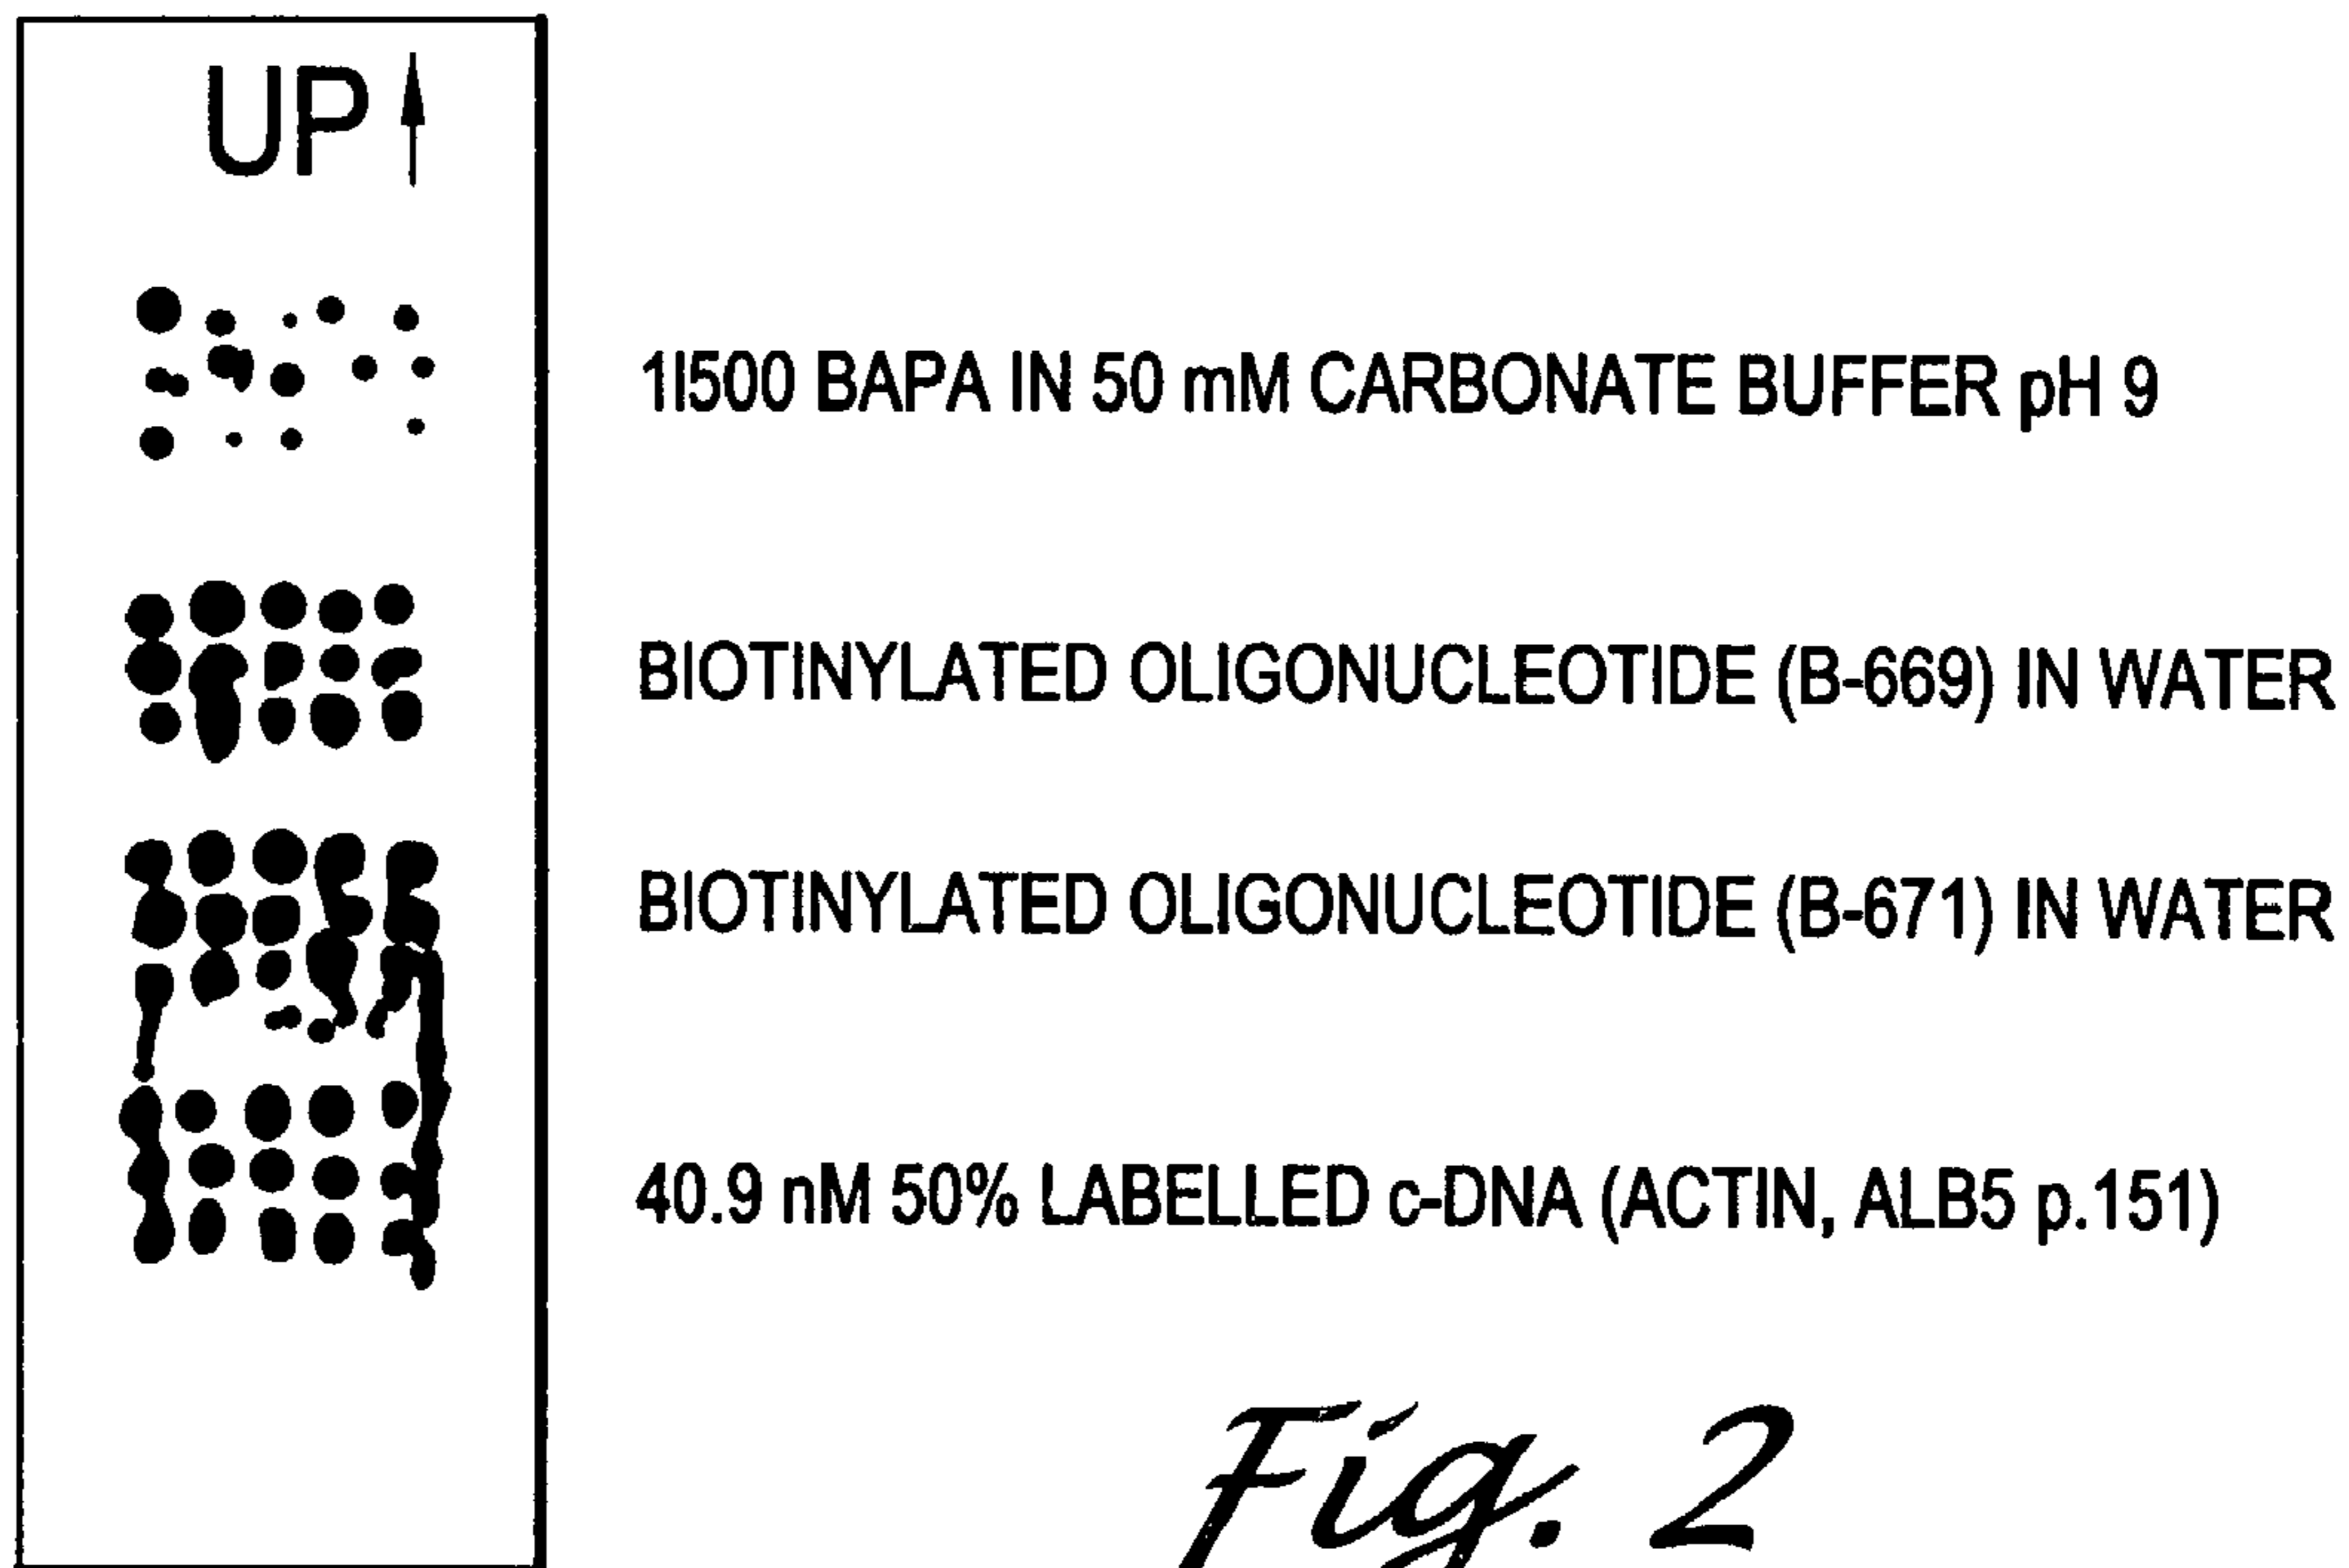 UP
1I500 BAPA IN 50 mM CARBONATE BUFFER pH 9
BIOTINYLATED OLIGONUCLEOTIDE (B-669) IN WATER
BIOTINYLATED OLIGONUCLEOTIDE (B-671) IN WATER
40.9 nM 50% LABELLED c-DNA (ACTIN, ALB5 p.151)
Fig. 2